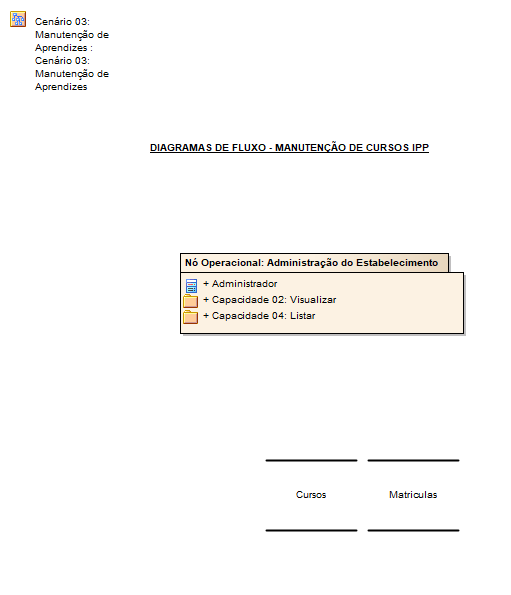 Cenário 03:
Manutenção de
Aprendizes :
Cenário 03:
Manutenção de
Aprendizes
DIAGRAMAS DE FLUXO - MANUTENÇÃO DE CURSOS IPP
Nó Operacional: Administração do Estabelecimento
+ Administrador
+ Capacidade 02: Visualizar
+ Capacidade 04: Listar
Cursos
Matriculas